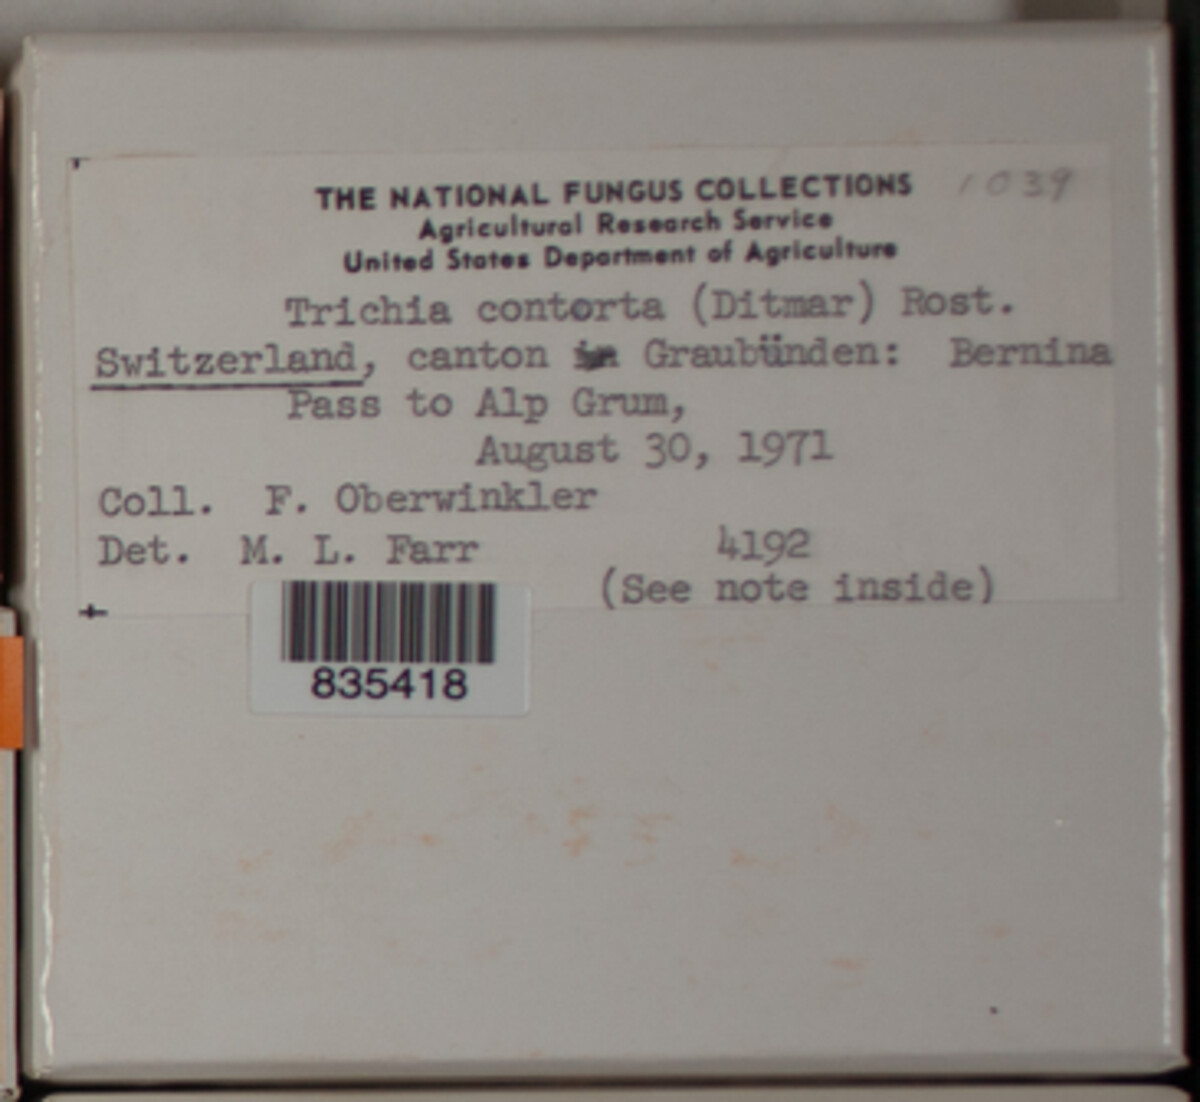 THE NATIONAL FUNGUS COLLECTIONS 1039
Agricultural Research Service
United States Department of Agriculture
Trichia contorta (Ditmar) Rost.
Switzerland, canton Graubünden: Bernina
Pass to Alp Grum,
August 30, 1971
Coll. F. Oberwinkler
Det. M. L. Farr 4192
(See note inside)
835418